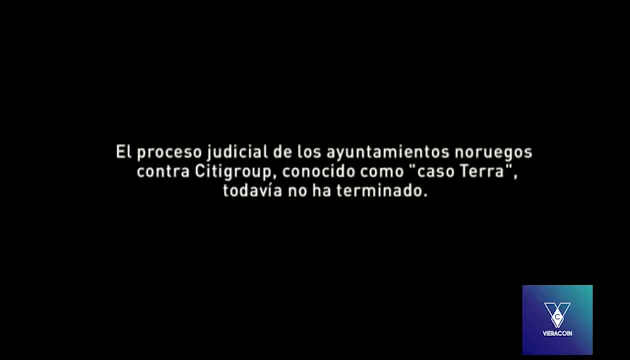 El proceso judicial de los ayuntamientos noruegos
contra Citigroup, conocido como "caso Terra",
todavía no ha terminado.
VIERACOIN